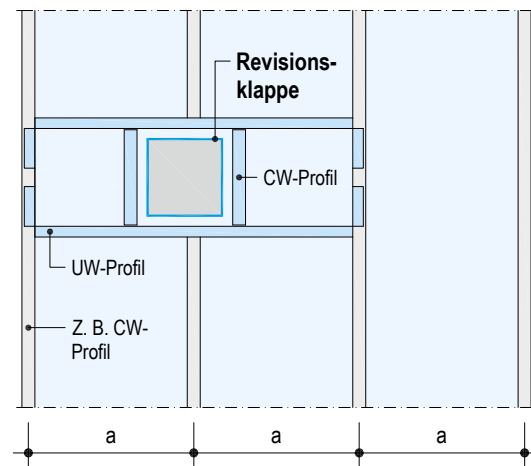 Revisions-
klappe
CW-Profil
UW-Profil
Z. B. CW-
Profil
a
a
a